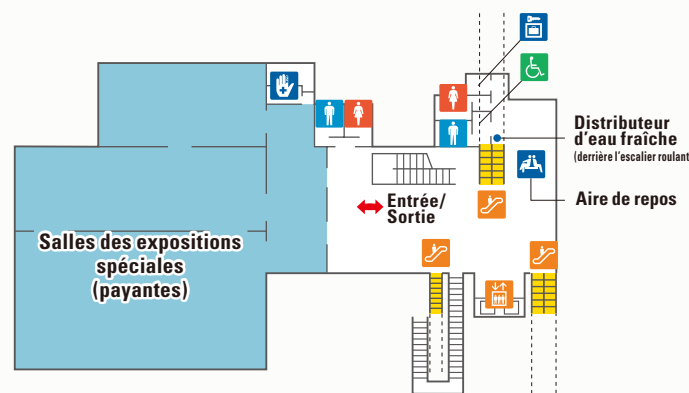 Distributeur
d'eau fraîche
(derrière l'escalier roulant
Aire de repos
Entrée/
Sortie
Salles des expositions
spéciales
(payantes)